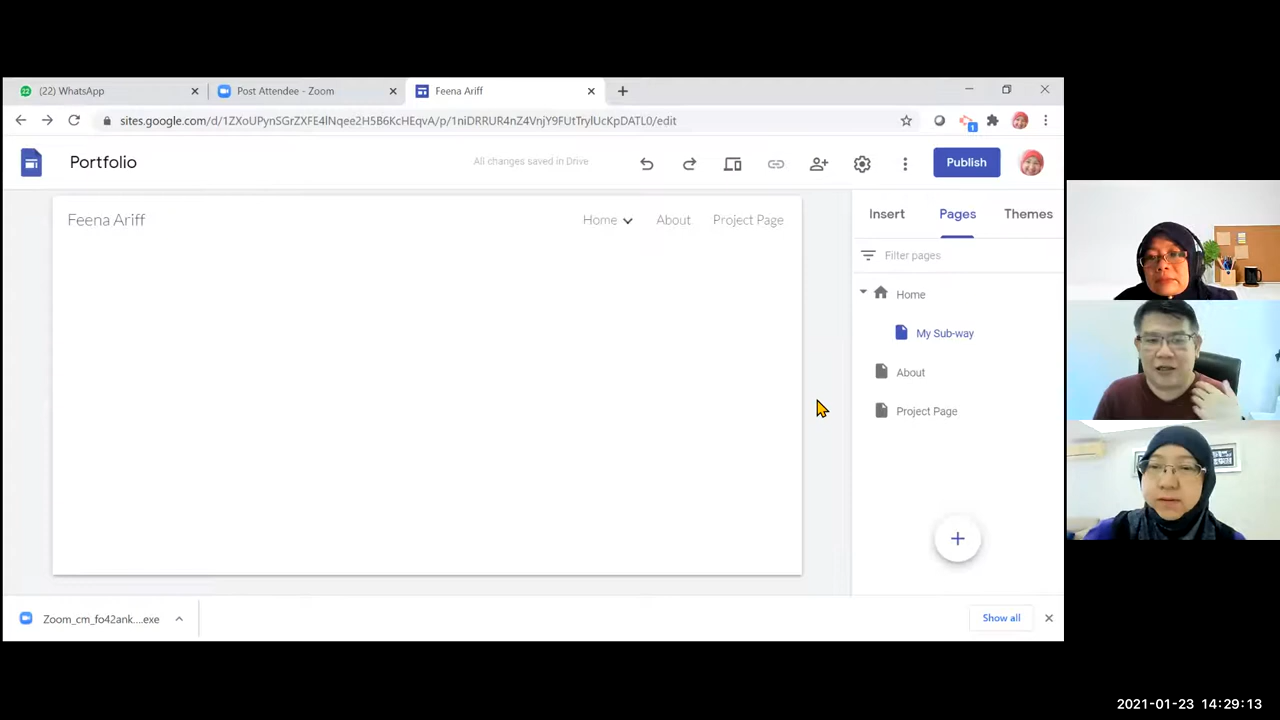 (22) WhatsApp
Post Attendee - Zoom
Feena Ariff
sites.google.com/d/1ZXoUPynSGrZXFE4lNqee2H5B6KcHEqvA/p/1niDRRUR4nZ4VnjY9FUtTrylUcKpDATL0/edit
1
Portfolio
All changes saved in Drive
Publish
Feena Ariff
Home
About
Project Page
Insert
Pages
Themes
Filter pages
Home
My Sub-way
About
Project Page
Zoom_cm_fo42ank....exe
Show all
2021-01-23 14:29:13